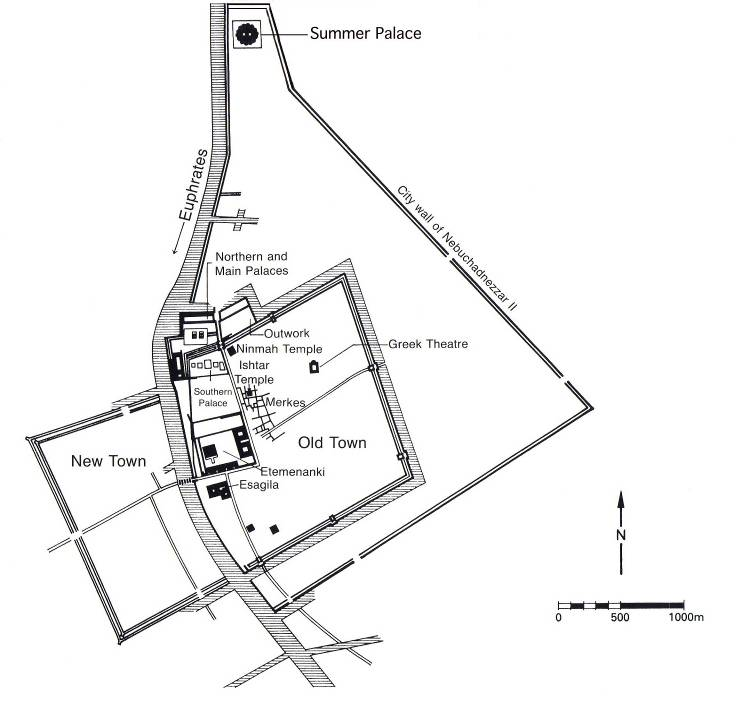 Summer Palace
Euphrates
City wall of Nebuchadnezzar II
Northern and
Main Palaces
Outwork
Ninmah Temple
Greek Theatre
Ishtar
Temple
Southern
Palace
Merkes
Old Town
New Town
Etemenanki
Esagila
N
0 500 1000m